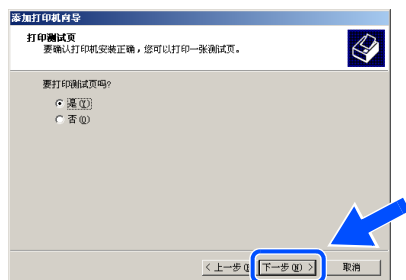 添加打印机向导
打印测试页
要确认打印机安装正确，您可以打印一张测试页。
要打印测试页吗?
是(Y)
否(O)
< 上一步(
下一步(N) >
取消